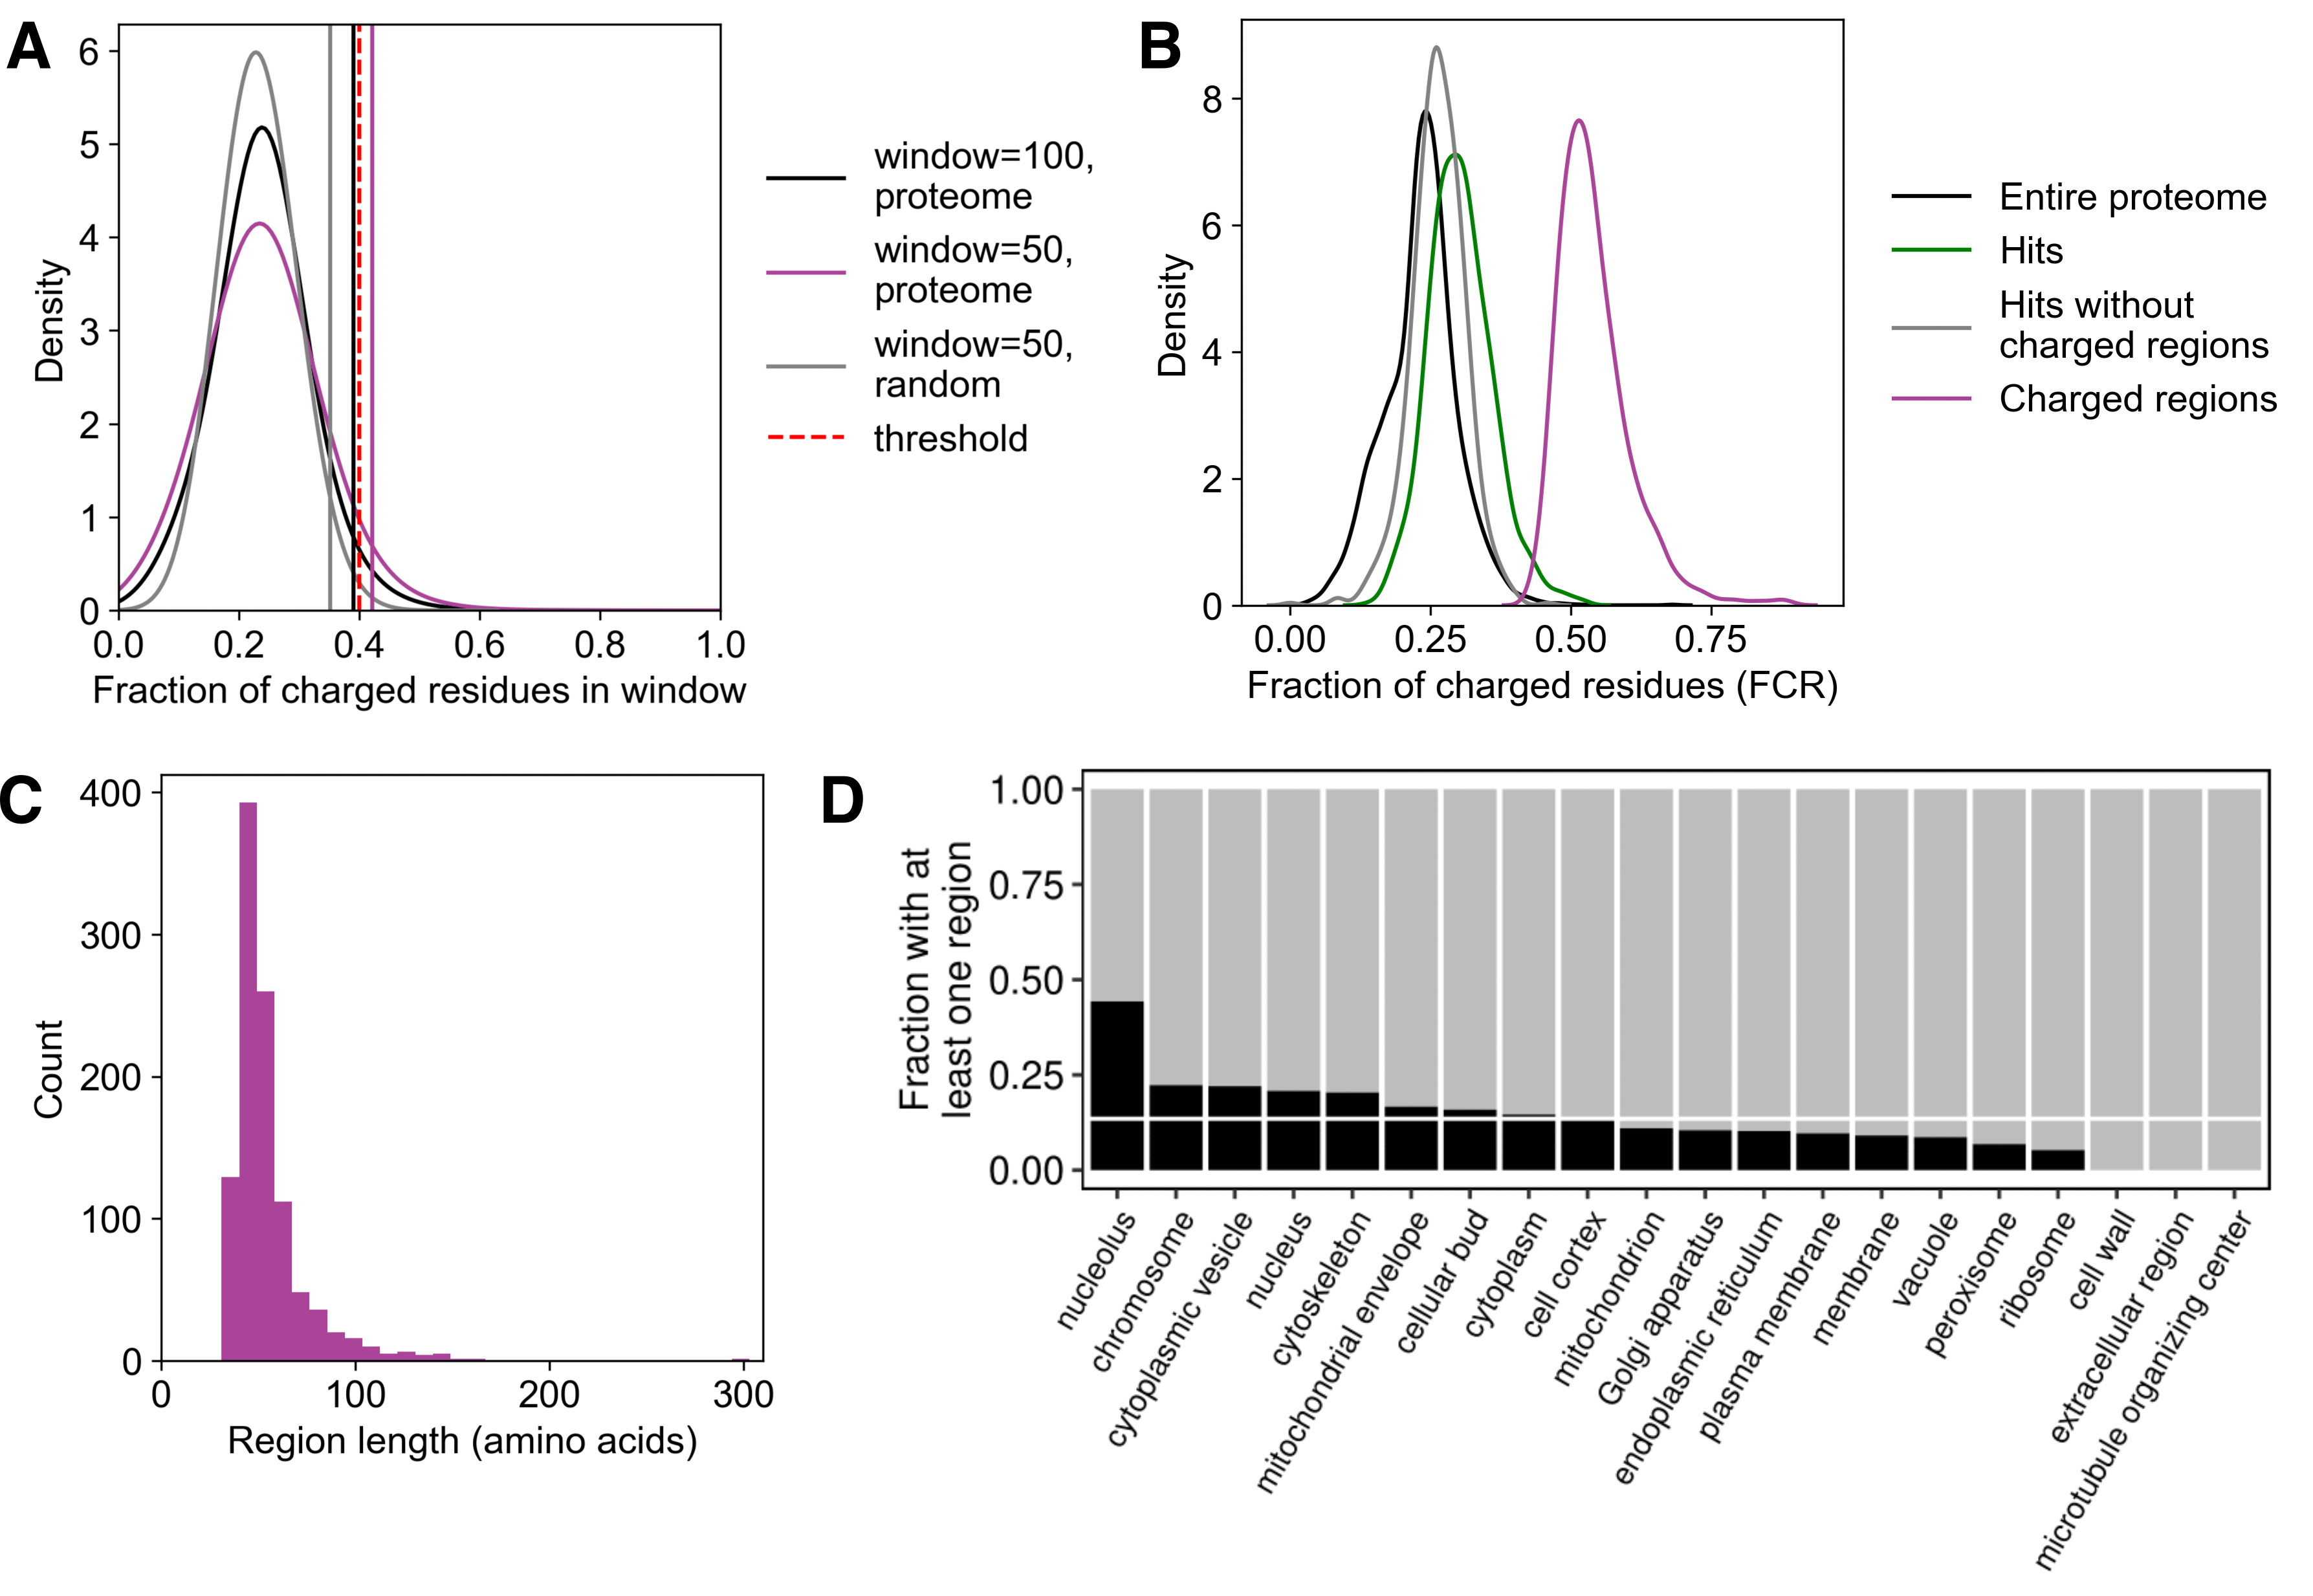 A
6
5
4
3
2
1
0
Density
0.0 0.2 0.4 0.6 0.8 1.0
Fraction of charged residues in window
window=100,
proteome
window=50,
proteome
window=50,
random
threshold
B
8
6
4
2
0
Density
0.00 0.25 0.50 0.75
Fraction of charged residues (FCR)
Entire proteome
Hits
Hits without
charged regions
Charged regions
C
400
300
200
100
0
Count
0 100 200 300
Region length (amino acids)
D
1.00
0.75
0.50
0.25
0.00
Fraction with at
least one region
nucleolus
chromosome
cytoplasmic vesicle
nucleus
cytoskeleton
mitochondrial envelope
cellular bud
cytoplasm
cell cortex
mitochondrion
Golgi apparatus
endoplasmic reticulum
plasma membrane
membrane
vacuole
peroxisome
ribosome
cell wall
extracellular region
microtubule organizing center